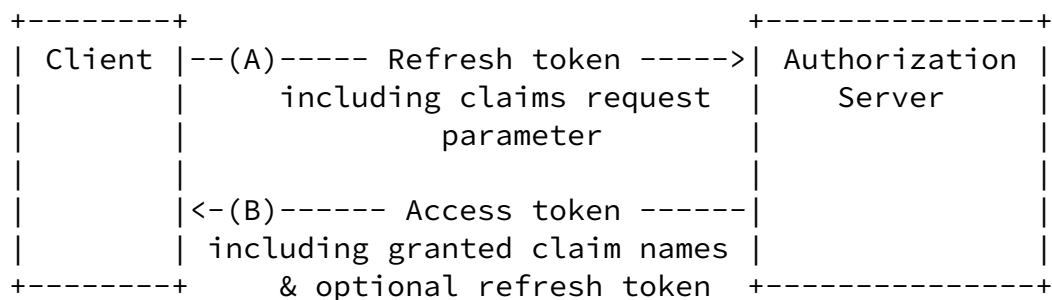 +--------+                               +---------------+
| Client |--(A)----- Refresh token ----->| Authorization |
|        |     including claims request  |    Server     |
|        |              parameter        |               |
|        |                               |               |
|        |<-(B)------ Access token ------|               |
|        | including granted claim names |               |
+--------+     & optional refresh token  +---------------+